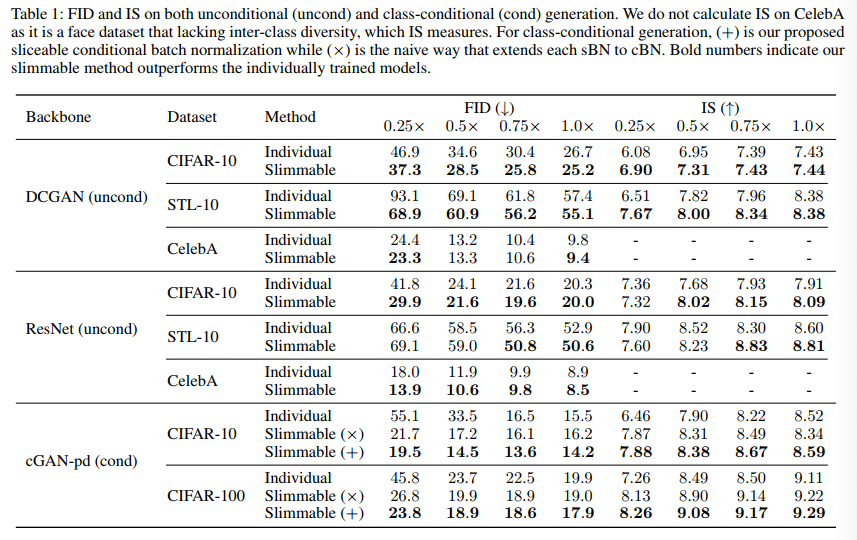 Table 1: FID and IS on both unconditional (uncond) and class-conditional (cond) generation. We do not calculate IS on CelebA
as it is a face dataset that lacking inter-class diversity, which IS measures. For class-conditional generation, (+) is our proposed
sliceable conditional batch normalization while (×) is the naive way that extends each sBN to cBN. Bold numbers indicate our
slimmable method outperforms the individually trained models.
Backbone Dataset Method FID (↓) IS (↑)
0.25× 0.5× 0.75× 1.0× 0.25× 0.5× 0.75× 1.0×
DCGAN (uncond) CIFAR-10 Individual 46.9 34.6 30.4 26.7 6.08 6.95 7.39 7.43
Slimmable 37.3 28.5 25.8 25.2 6.90 7.31 7.43 7.44
STL-10 Individual 93.1 69.1 61.8 57.4 6.51 7.82 7.96 8.38
Slimmable 68.9 60.9 56.2 55.1 7.67 8.00 8.34 8.38
CelebA Individual 24.4 13.2 10.4 9.8 - - - -
Slimmable 23.3 13.3 10.6 9.4 - - - -
ResNet (uncond) CIFAR-10 Individual 41.8 24.1 21.6 20.3 7.36 7.68 7.93 7.91
Slimmable 29.9 21.6 19.6 20.0 7.32 8.02 8.15 8.09
STL-10 Individual 66.6 58.5 56.3 52.9 7.90 8.52 8.30 8.60
Slimmable 69.1 59.0 50.8 50.6 7.60 8.23 8.83 8.81
CelebA Individual 18.0 11.9 9.9 8.9 - - - -
Slimmable 13.9 10.6 9.8 8.5 - - - -
cGAN-pd (cond) CIFAR-10 Individual 55.1 33.5 16.5 15.5 6.46 7.90 8.22 8.52
Slimmable (×) 21.7 17.2 16.1 16.2 7.87 8.31 8.49 8.34
Slimmable (+) 19.5 14.5 13.6 14.2 7.88 8.38 8.67 8.59
CIFAR-100 Individual 45.8 23.7 22.5 19.9 7.26 8.49 8.50 9.11
Slimmable (×) 26.8 19.9 18.9 19.0 8.13 8.90 9.14 9.22
Slimmable (+) 23.8 18.9 18.6 17.9 8.26 9.08 9.17 9.29